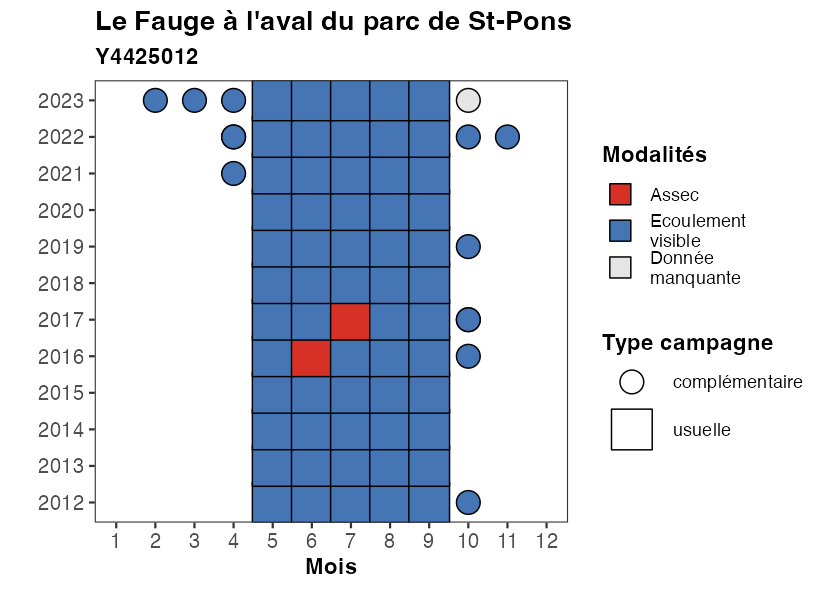 Le Fauge à l'aval du parc de St-Pons
Y4425012
2023
2022
2021
2020
2019
2018
2017
2016
2015
2014
2013
2012
1 2 3 4 5 6 7 8 9 10 11 12
Mois
Modalités
Assec
Ecoulement
visible
Donnée
manquante
Type campagne
complémentaire
usuelle